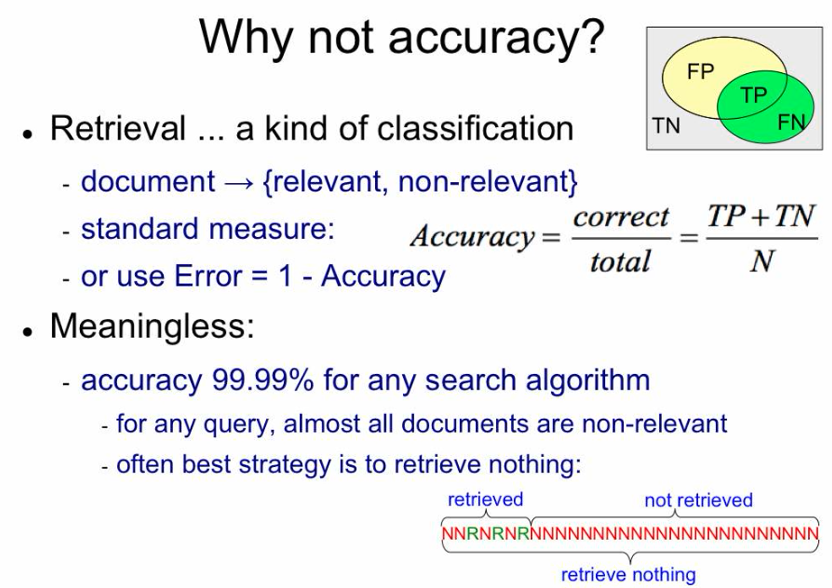 Why not accuracy?
FP
TP
TN
FN
• Retrieval ... a kind of classification
- document → {relevant, non-relevant}
- standard measure:
Accuracy = correct / total = TP + TN / N
- or use Error = 1 - Accuracy
• Meaningless:
- accuracy 99.99% for any search algorithm
- for any query, almost all documents are non-relevant
- often best strategy is to retrieve nothing:
retrieved not retrieved
NNRNRNRNNNNNNNNNNNNNNNNNNNNNNN
retrieve nothing